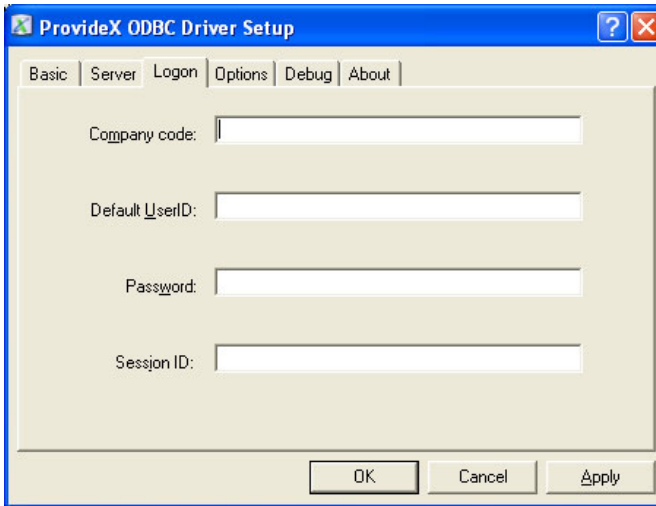 ProvideX ODBC Driver Setup
Basic Server Logon Options Debug About
Company code:
Default UserID:
Password:
Session ID:
OK Cancel Apply